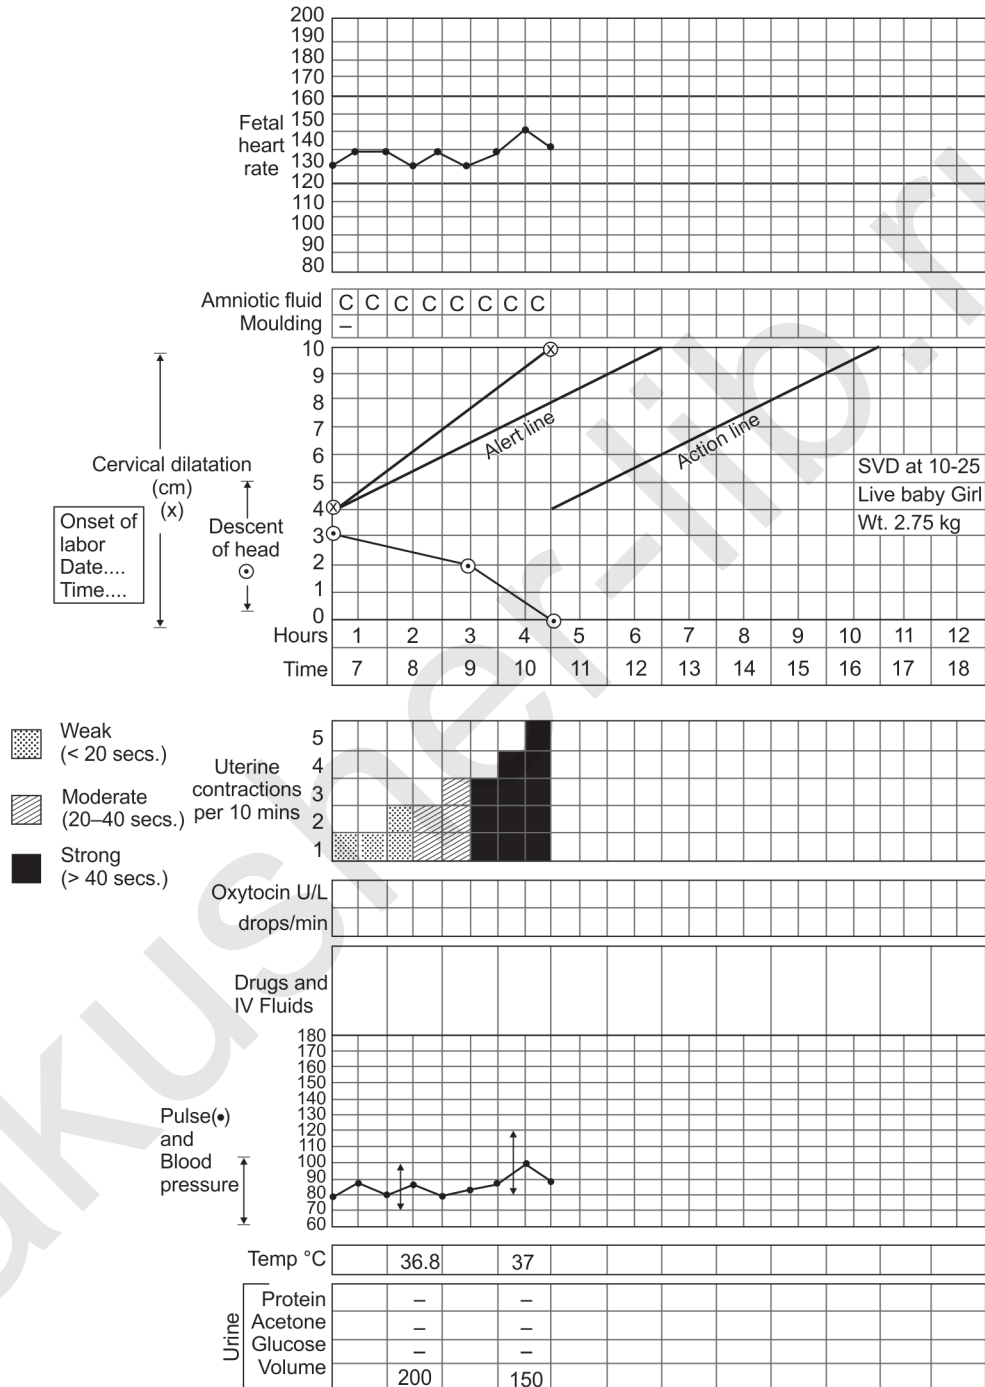 200
190
180
170
160
150
140
130
120
110
100
90
80
Fetal
heart
rate
Amniotic fluid C C C C C C C C
Moulding –
10
9
8
7
6
5
4
3
2
1
0
Alert line
Action line
SVD at 10-25
Live baby Girl
Wt. 2.75 kg
Cervical dilatation
(cm)
(x)
Descent
of head
Onset of
labor
Date....
Time....
Hours 1 2 3 4 5 6 7 8 9 10 11 12
Time 7 8 9 10 11 12 13 14 15 16 17 18
Weak
(< 20 secs.)
Moderate
(20–40 secs.)
Strong
(> 40 secs.)
Uterine
contractions
per 10 mins
5
4
3
2
1
Oxytocin U/L
drops/min
Drugs and
IV Fluids
180
170
160
150
140
130
120
110
100
90
80
70
60
Pulse(•)
and
Blood
pressure
Temp °C 36.8 37
Urine
Protein – –
Acetone – –
Glucose – –
Volume 200 150
akusher-lib.ru